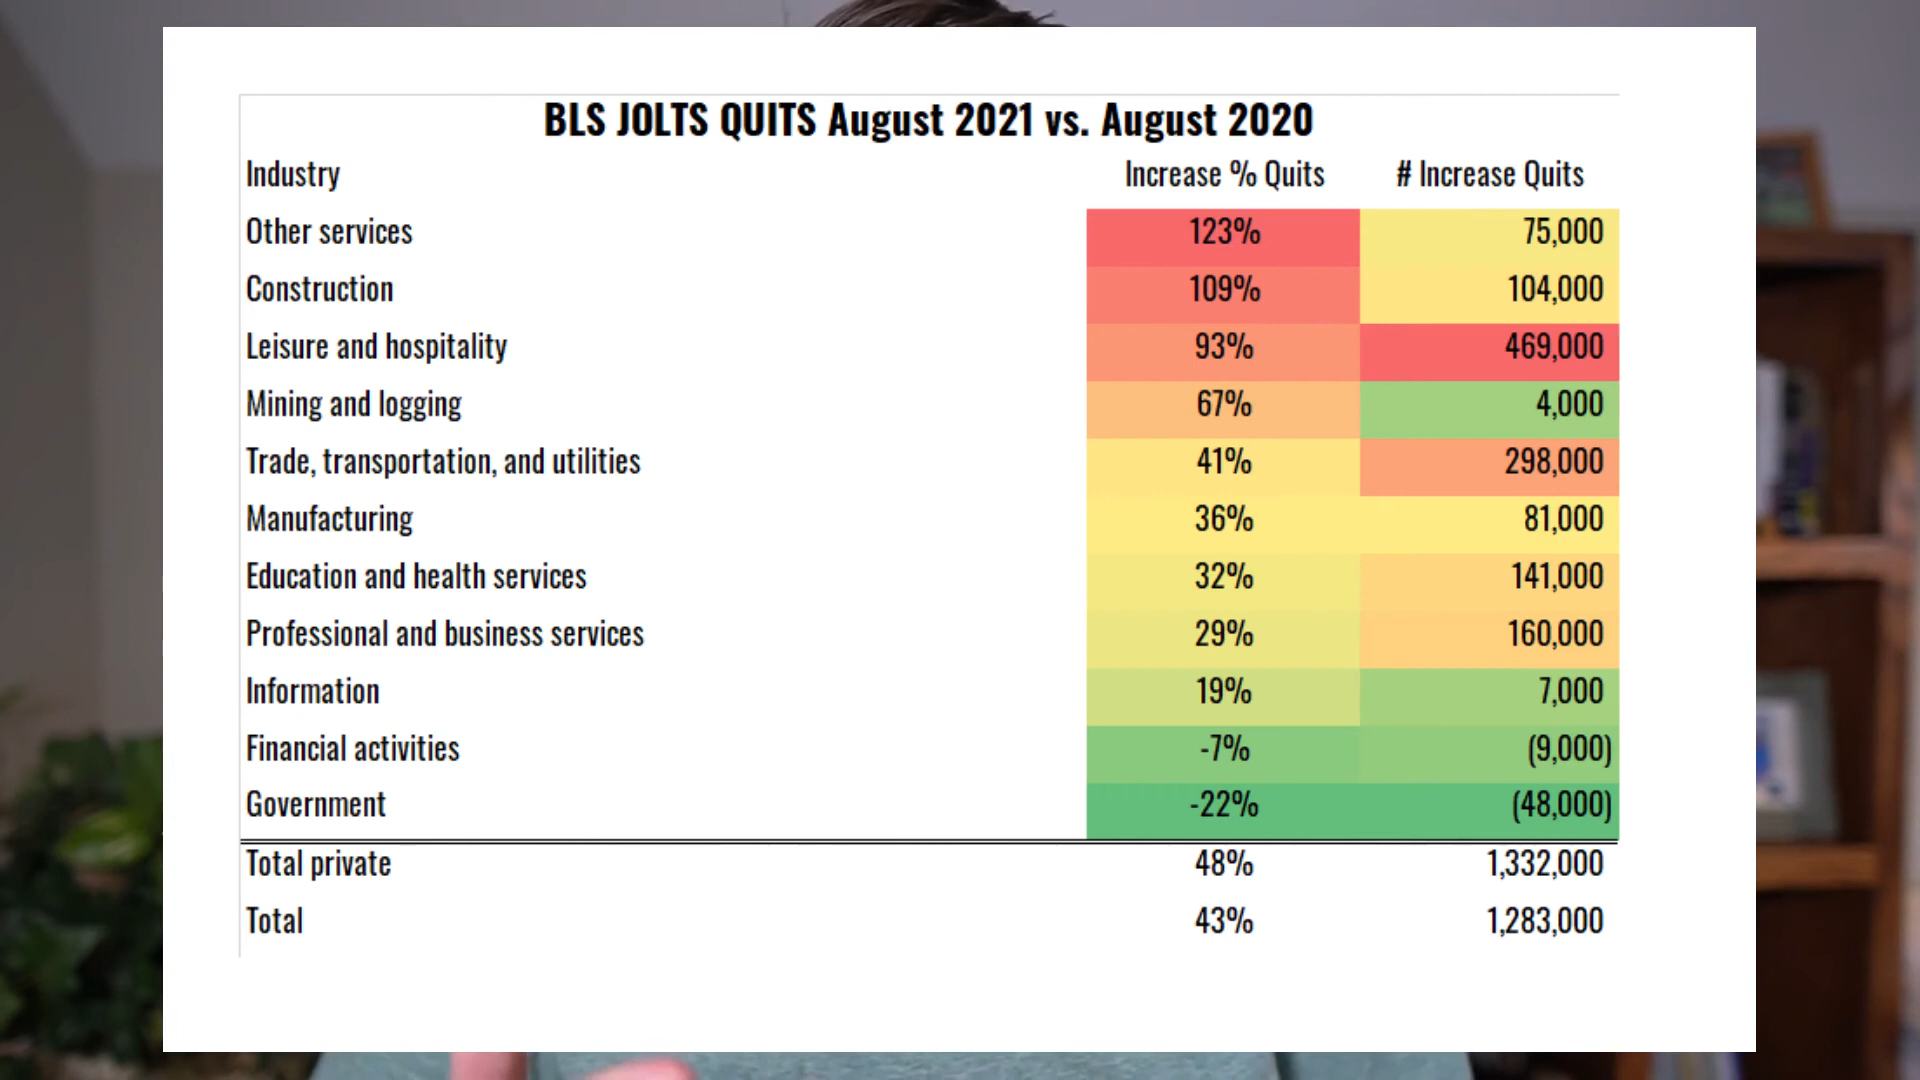 BLS JOLTS QUITS August 2021 vs. August 2020
Industry Increase % Quits # Increase Quits
Other services 123% 75,000
Construction 109% 104,000
Leisure and hospitality 93% 469,000
Mining and logging 67% 4,000
Trade, transportation, and utilities 41% 298,000
Manufacturing 36% 81,000
Education and health services 32% 141,000
Professional and business services 29% 160,000
Information 19% 7,000
Financial activities -7% (9,000)
Government -22% (48,000)
Total private 48% 1,332,000
Total 43% 1,283,000